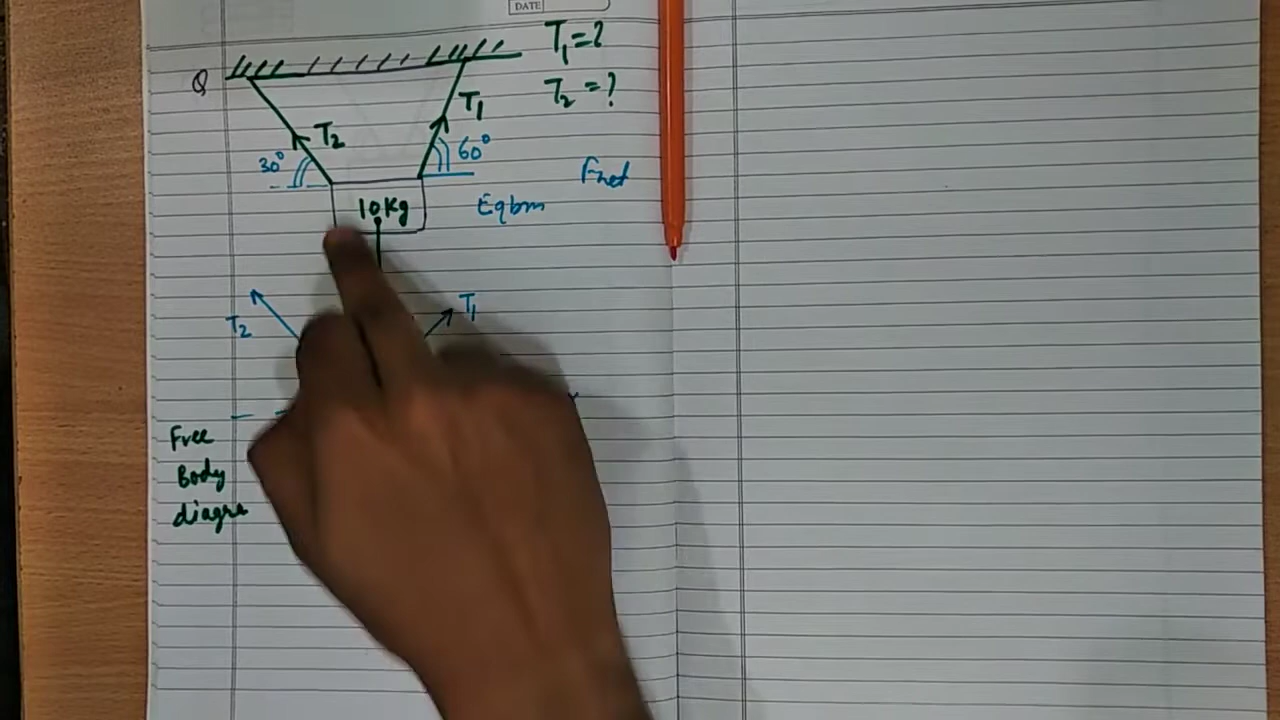 DATE
Q
T₁=?
T₂=?
T₁
T₂
30°
60°
Fnet
10Kg
Eqbm
T₂
T₁
Free
Body
diagra